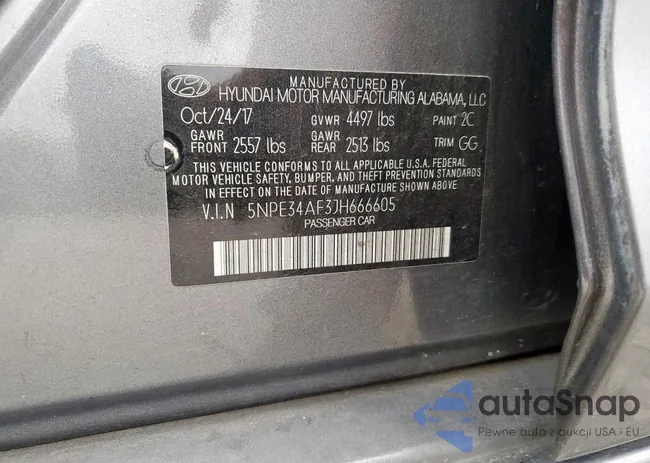 MANUFACTURED BY
HYUNDAI MOTOR MANUFACTURING ALABAMA, LLC
Oct/24/17 GVWR 4497 lbs PAINT 2C
GAWR FRONT 2557 lbs GAWR REAR 2513 lbs TRIM GG
THIS VEHICLE CONFORMS TO ALL APPLICABLE U.S.A. FEDERAL
MOTOR VEHICLE SAFETY, BUMPER, AND THEFT PREVENTION STANDARDS
IN EFFECT ON THE DATE OF MANUFACTURE SHOWN ABOVE.
V.I.N 5NPE34AF3JH666605
PASSENGER CAR
autaSnap
Pewne auto z aukcji USA i EU